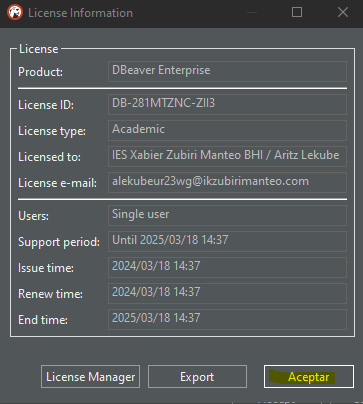 License Information
License
Product: DBeaver Enterprise
License ID: DB-281MTZNC-ZII3
License type: Academic
Licensed to: IES Xabier Zubiri Manteo BHI / Aritz Lekube
License e-mail: alekubeur23wg@ikzubirimanteo.com
Users: Single user
Support period: Until 2025/03/18 14:37
Issue time: 2024/03/18 14:37
Renew time: 2024/03/18 14:37
End time: 2025/03/18 14:37
License Manager Export Aceptar